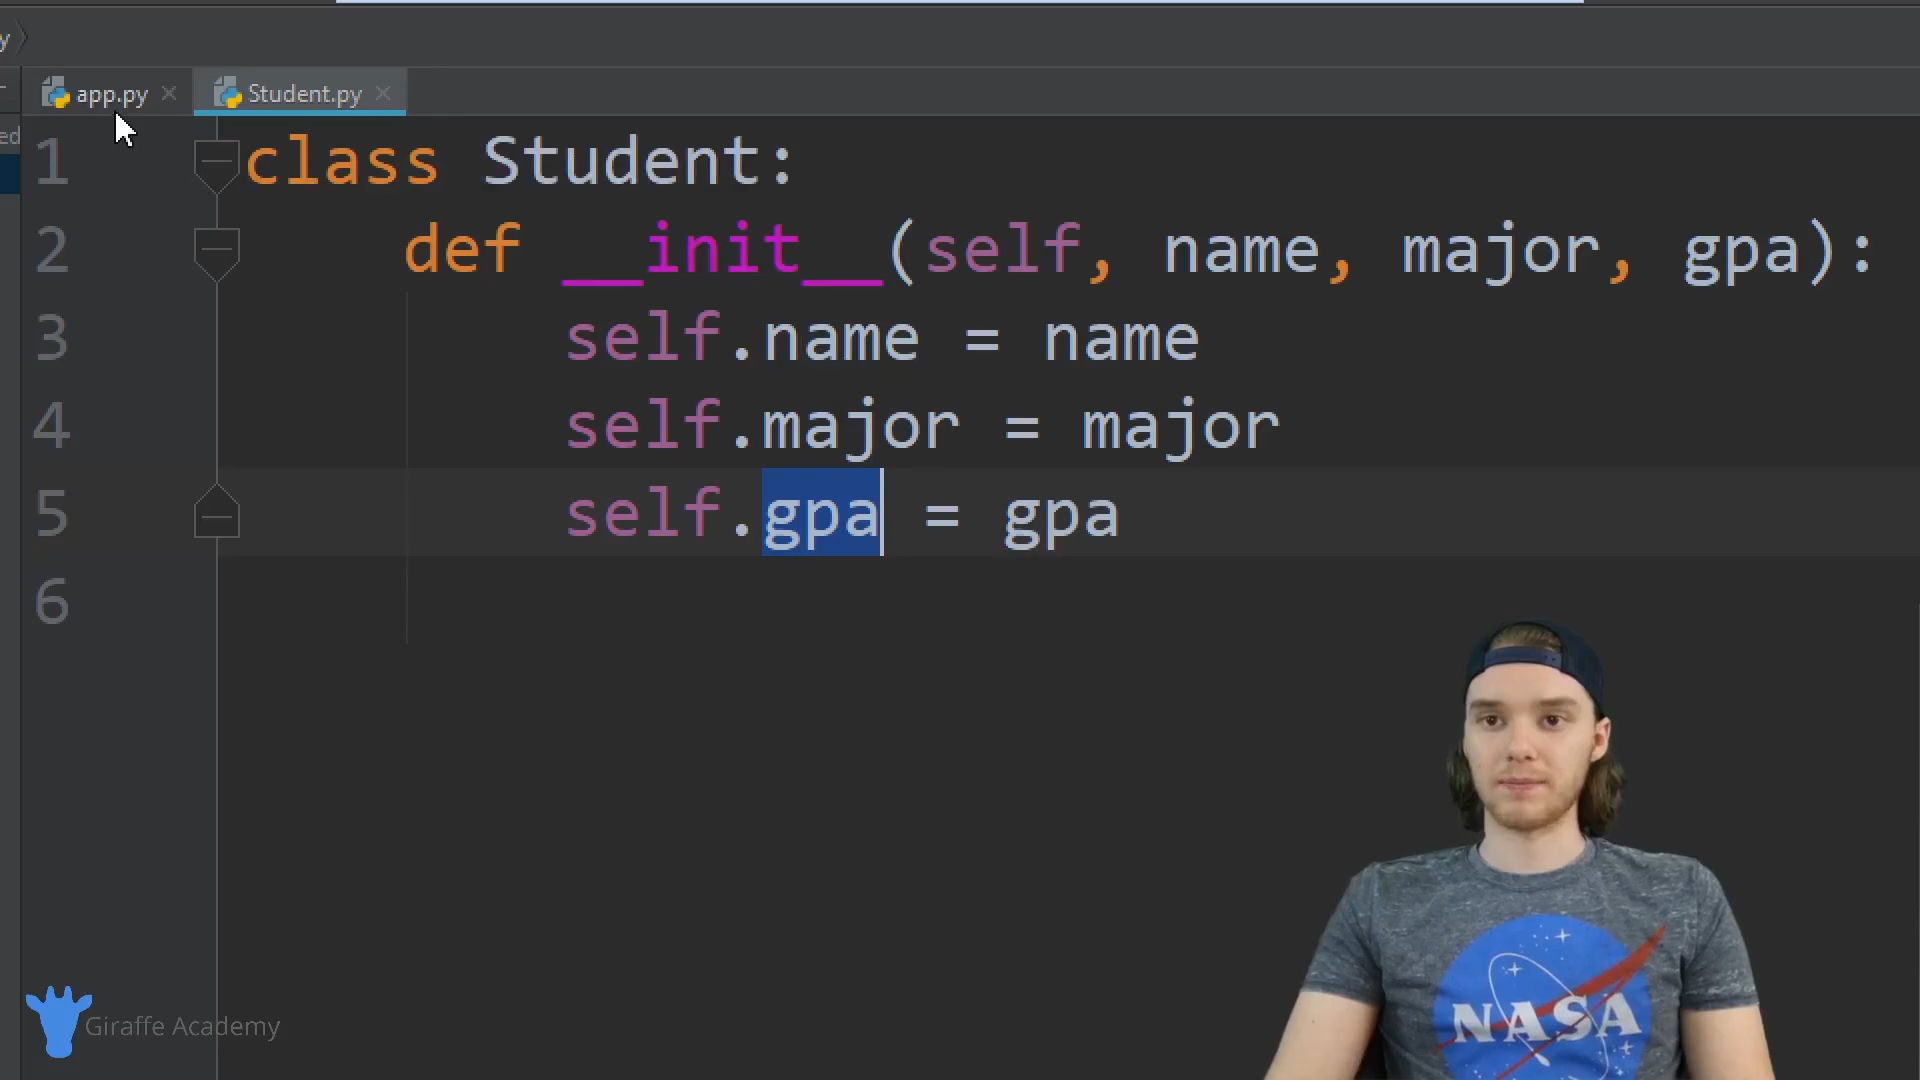 y
app.py
Student.py
ed
1 class Student:
2 def __init__(self, name, major, gpa):
3 self.name = name
4 self.major = major
5 self.gpa = gpa
6
Giraffe Academy
NASA